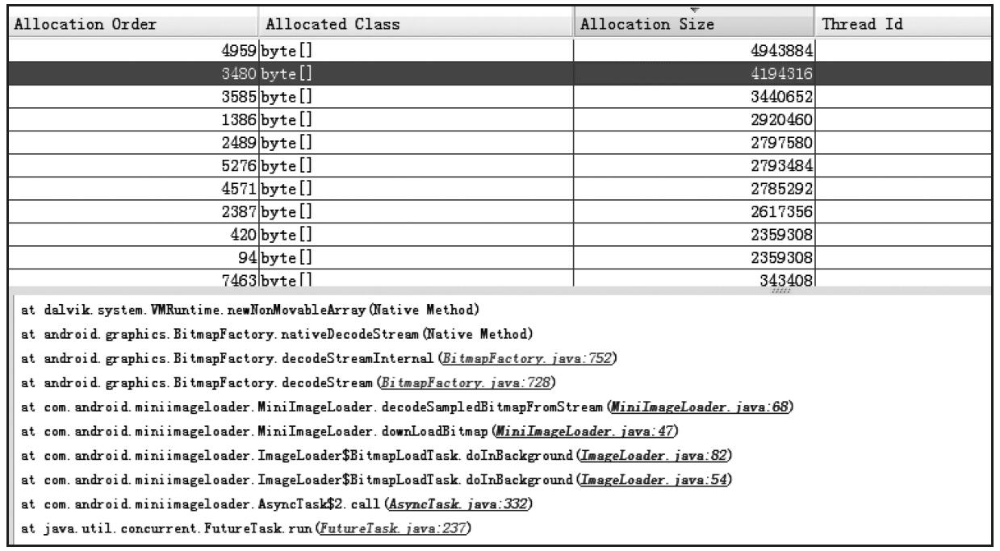 Allocation Order Allocated Class Allocation Size Thread Id
4959 byte[] 4943884
3480 byte[] 4194316
3585 byte[] 3440652
1386 byte[] 2920460
2489 byte[] 2797580
5276 byte[] 2793484
4571 byte[] 2785292
2387 byte[] 2617356
420 byte[] 2359308
94 byte[] 2359308
7463 byte[] 343408
at dalvik.system.VMRuntime.newNonMovableArray(Native Method)
at android.graphics.BitmapFactory.nativeDecodeStream(Native Method)
at android.graphics.BitmapFactory.decodeStreamInternal(BitmapFactory.java:752)
at android.graphics.BitmapFactory.decodeStream(BitmapFactory.java:728)
at com.android.miniimageloader.MiniImageLoader.decodeSampledBitmapFromStream(MiniImageLoader.java:68)
at com.android.miniimageloader.MiniImageLoader.downLoadBitmap(MiniImageLoader.java:47)
at com.android.miniimageloader.ImageLoader$BitmapLoadTask.doInBackground(ImageLoader.java:82)
at com.android.miniimageloader.ImageLoader$BitmapLoadTask.doInBackground(ImageLoader.java:54)
at com.android.miniimageloader.AsyncTask$2.call(AsyncTask.java:332)
at java.util.concurrent.FutureTask.run(FutureTask.java:237)